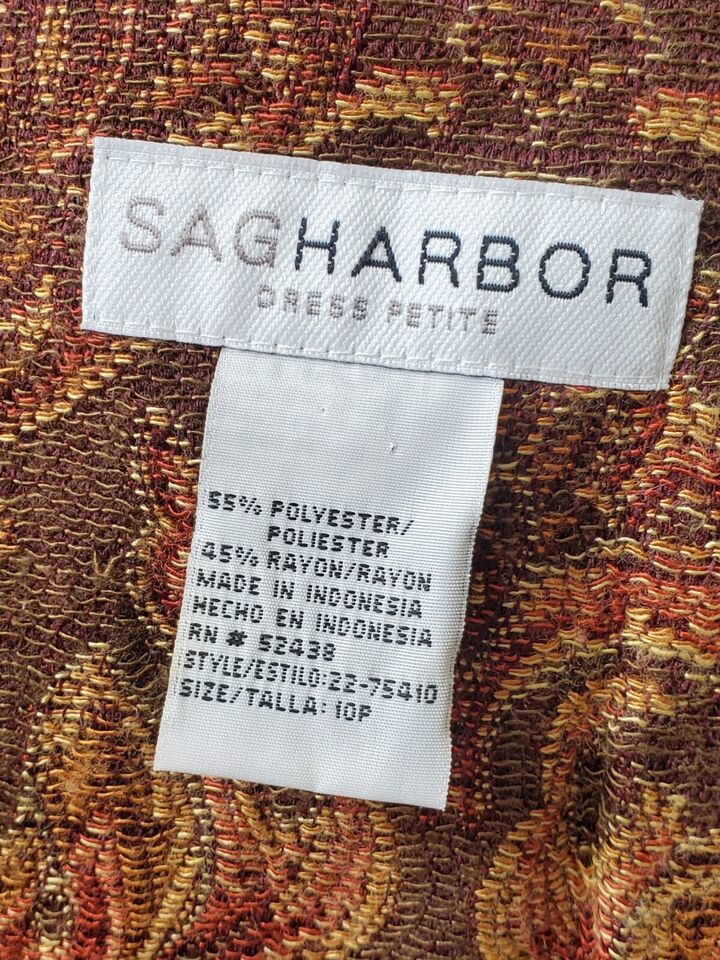 SAGHARBOR
DRESS PETITE
55% POLYESTER/
POLIESTER
45% RAYON/RAYON
MADE IN INDONESIA
HECHO EN INDONESIA
RN # 52438
STYLE/ESTILO:22-75410
SIZE/TALLA: 10P